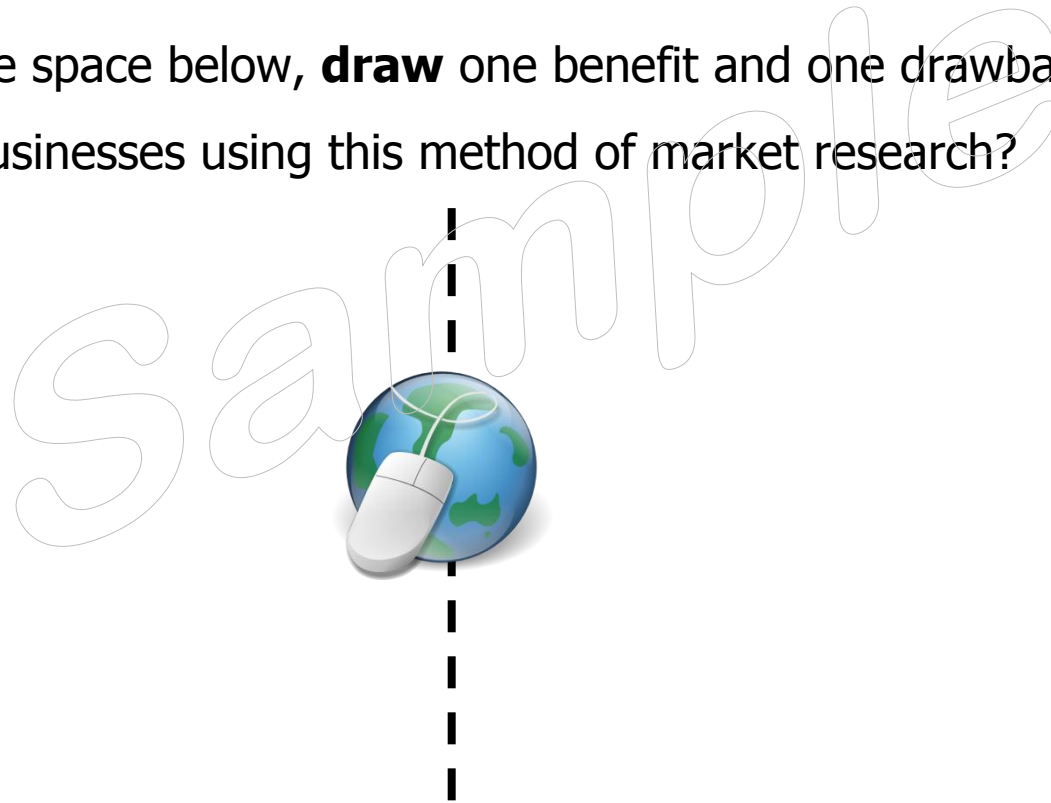 e space below, draw one benefit and one drawba
usinesses using this method of market research?
Sample